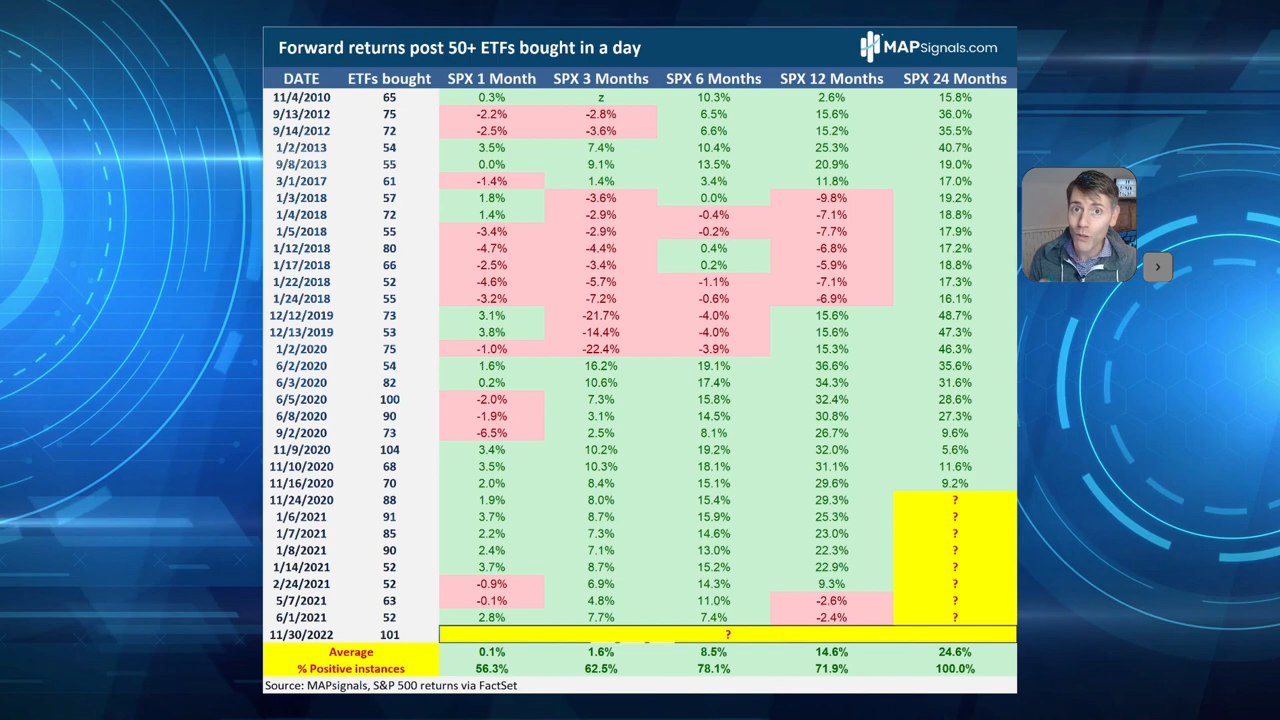 Forward returns post 50+ ETFs bought in a day
MAPSignals.com
DATE ETFs bought SPX 1 Month SPX 3 Months SPX 6 Months SPX 12 Months SPX 24 Months
11/4/2010 65 0.3% z 10.3% 2.6% 15.8%
9/13/2012 75 -2.2% -2.8% 6.5% 15.6% 36.0%
9/14/2012 72 -2.5% -3.6% 6.6% 15.2% 35.5%
1/2/2013 54 3.5% 7.4% 10.4% 25.3% 40.7%
9/8/2013 55 0.0% 9.1% 13.5% 20.9% 19.0%
3/1/2017 61 -1.4% 1.4% 3.4% 11.8% 17.0%
1/3/2018 57 1.8% -3.6% 0.0% -9.8% 19.2%
1/4/2018 72 1.4% -2.9% -0.4% -7.1% 18.8%
1/5/2018 55 -3.4% -2.9% -0.2% -7.7% 17.9%
1/12/2018 80 -4.7% -4.4% 0.4% -6.8% 17.2%
1/17/2018 66 -2.5% -3.4% 0.2% -5.9% 18.8%
1/22/2018 52 -4.6% -5.7% -1.1% -7.1% 17.3%
1/24/2018 55 -3.2% -7.2% -0.6% -6.9% 16.1%
12/12/2019 73 3.1% -21.7% -4.0% 15.6% 48.7%
12/13/2019 53 3.8% -14.4% -4.0% 15.6% 47.3%
1/2/2020 75 -1.0% -22.4% -3.9% 15.3% 46.3%
6/2/2020 54 1.6% 16.2% 19.1% 36.6% 35.6%
6/3/2020 82 0.2% 10.6% 17.4% 34.3% 31.6%
6/5/2020 100 -2.0% 7.3% 15.8% 32.4% 28.6%
6/8/2020 90 -1.9% 3.1% 14.5% 30.8% 27.3%
9/2/2020 73 -6.5% 2.5% 8.1% 26.7% 9.6%
11/9/2020 104 3.4% 10.2% 19.2% 32.0% 5.6%
11/10/2020 68 3.5% 10.3% 18.1% 31.1% 11.6%
11/16/2020 70 2.0% 8.4% 15.1% 29.6% 9.2%
11/24/2020 88 1.9% 8.0% 15.4% 29.3% ?
1/6/2021 91 3.7% 8.7% 15.9% 25.3% ?
1/7/2021 85 2.2% 7.3% 14.6% 23.0% ?
1/8/2021 90 2.4% 7.1% 13.0% 22.3% ?
1/14/2021 52 3.7% 8.7% 15.2% 22.9% ?
2/24/2021 52 -0.9% 6.9% 14.3% 9.3% ?
5/7/2021 63 -0.1% 4.8% 11.0% -2.6% ?
6/1/2021 52 2.8% 7.7% 7.4% -2.4% ?
11/30/2022 101 ?
Average 0.1% 1.6% 8.5% 14.6% 24.6%
% Positive instances 56.3% 62.5% 78.1% 71.9% 100.0%
Source: MAPsignals, S&P 500 returns via FactSet